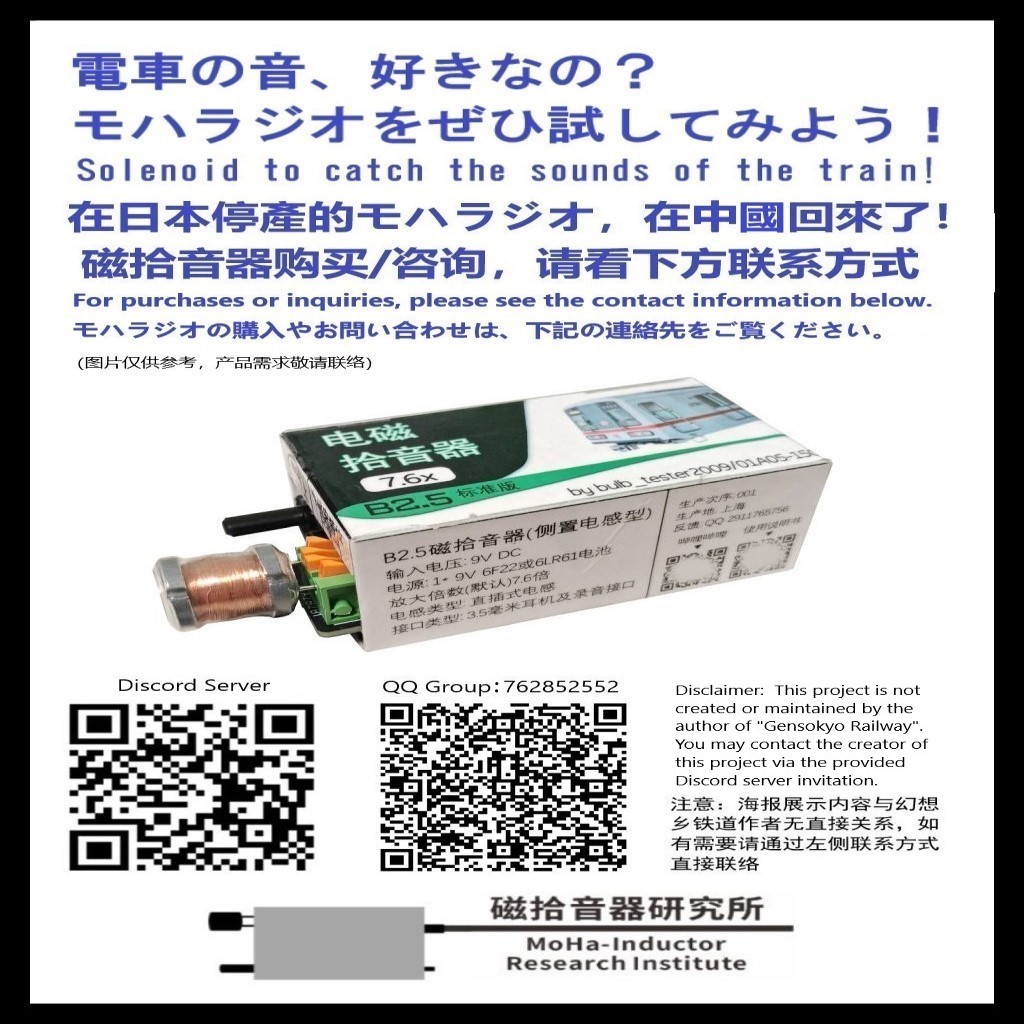 電車の音、好きなの？
モハラジオをぜひ試してみよう！
Solenoid to catch the sounds of the train!
在日本停產的モハラジオ，在中國回來了!
磁拾音器购买/咨询，请看下方联系方式
For purchases or inquiries, please see the contact information below.
モハラジオの購入やお問い合わせは、下記の連絡先をご覧ください。
(图片仅供参考，产品需求敬请联络)
电磁
拾音器
7.6x
B2.5 标准版
by bulb_tester2009/01A05-150
B2.5磁拾音器(侧置电感型)
输入电压: 9V DC
电源: 1* 9V 6F22或6LR61电池
放大倍数(默认)7.6倍
电感类型: 直插式电感
接口类型: 3.5毫米耳机及录音接口
生产次序: 001
生产地: 上海
反馈: QQ 2911765756
哔哩哔哩 使用说明书
Discord Server
QQ Group：762852552
Disclaimer: This project is not
created or maintained by the
author of "Gensokyo Railway".
You may contact the creator of
this project via the provided
Discord server invitation.
注意：海报展示内容与幻想
乡铁道作者无直接关系，如
有需要请通过左侧联系方式
直接联络
磁拾音器研究所
MoHa-Inductor
Research Institute